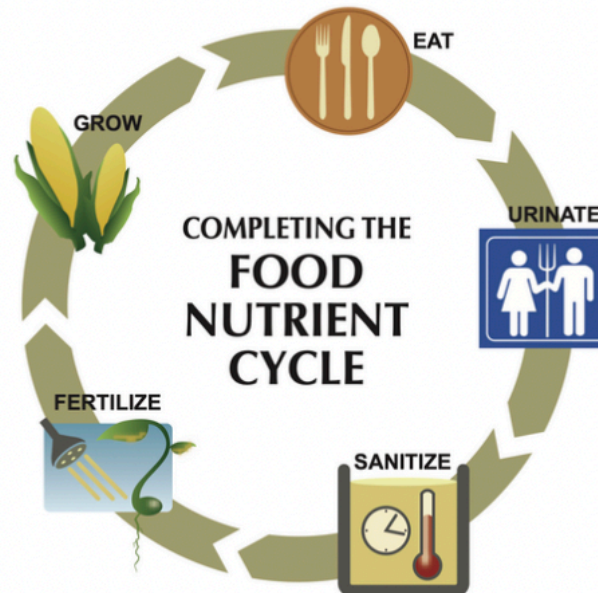 EAT
GROW
URINATE
COMPLETING THE
FOOD
NUTRIENT
CYCLE
FERTILIZE
SANITIZE